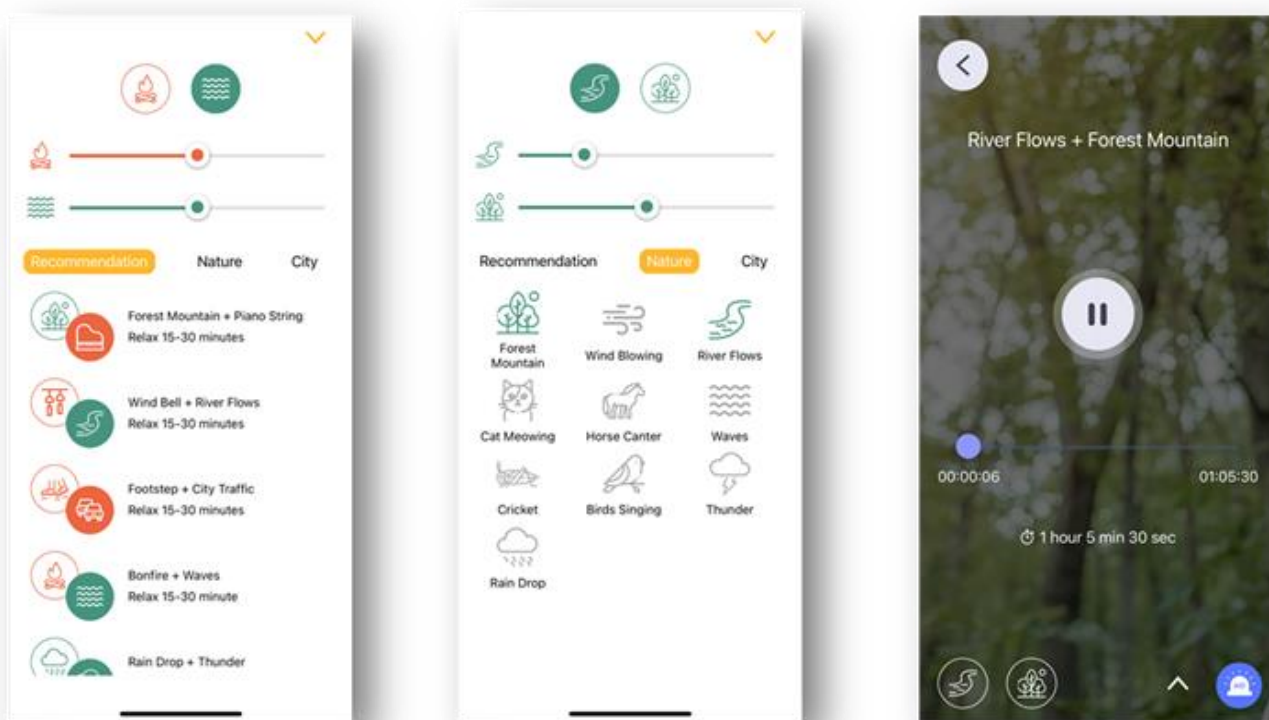 Recommendation Nature City
Forest Mountain + Piano String
Relax 15-30 minutes
Wind Bell + River Flows
Relax 15-30 minutes
Footstep + City Traffic
Relax 15-30 minutes
Bonfire + Waves
Relax 15-30 minute
Rain Drop + Thunder
Recommendation Nature City
Forest
Mountain
Wind Blowing
River Flows
Cat Meowing
Horse Canter
Waves
Cricket
Birds Singing
Thunder
Rain Drop
River Flows + Forest Mountain
00:00:06 01:05:30
1 hour 5 min 30 sec